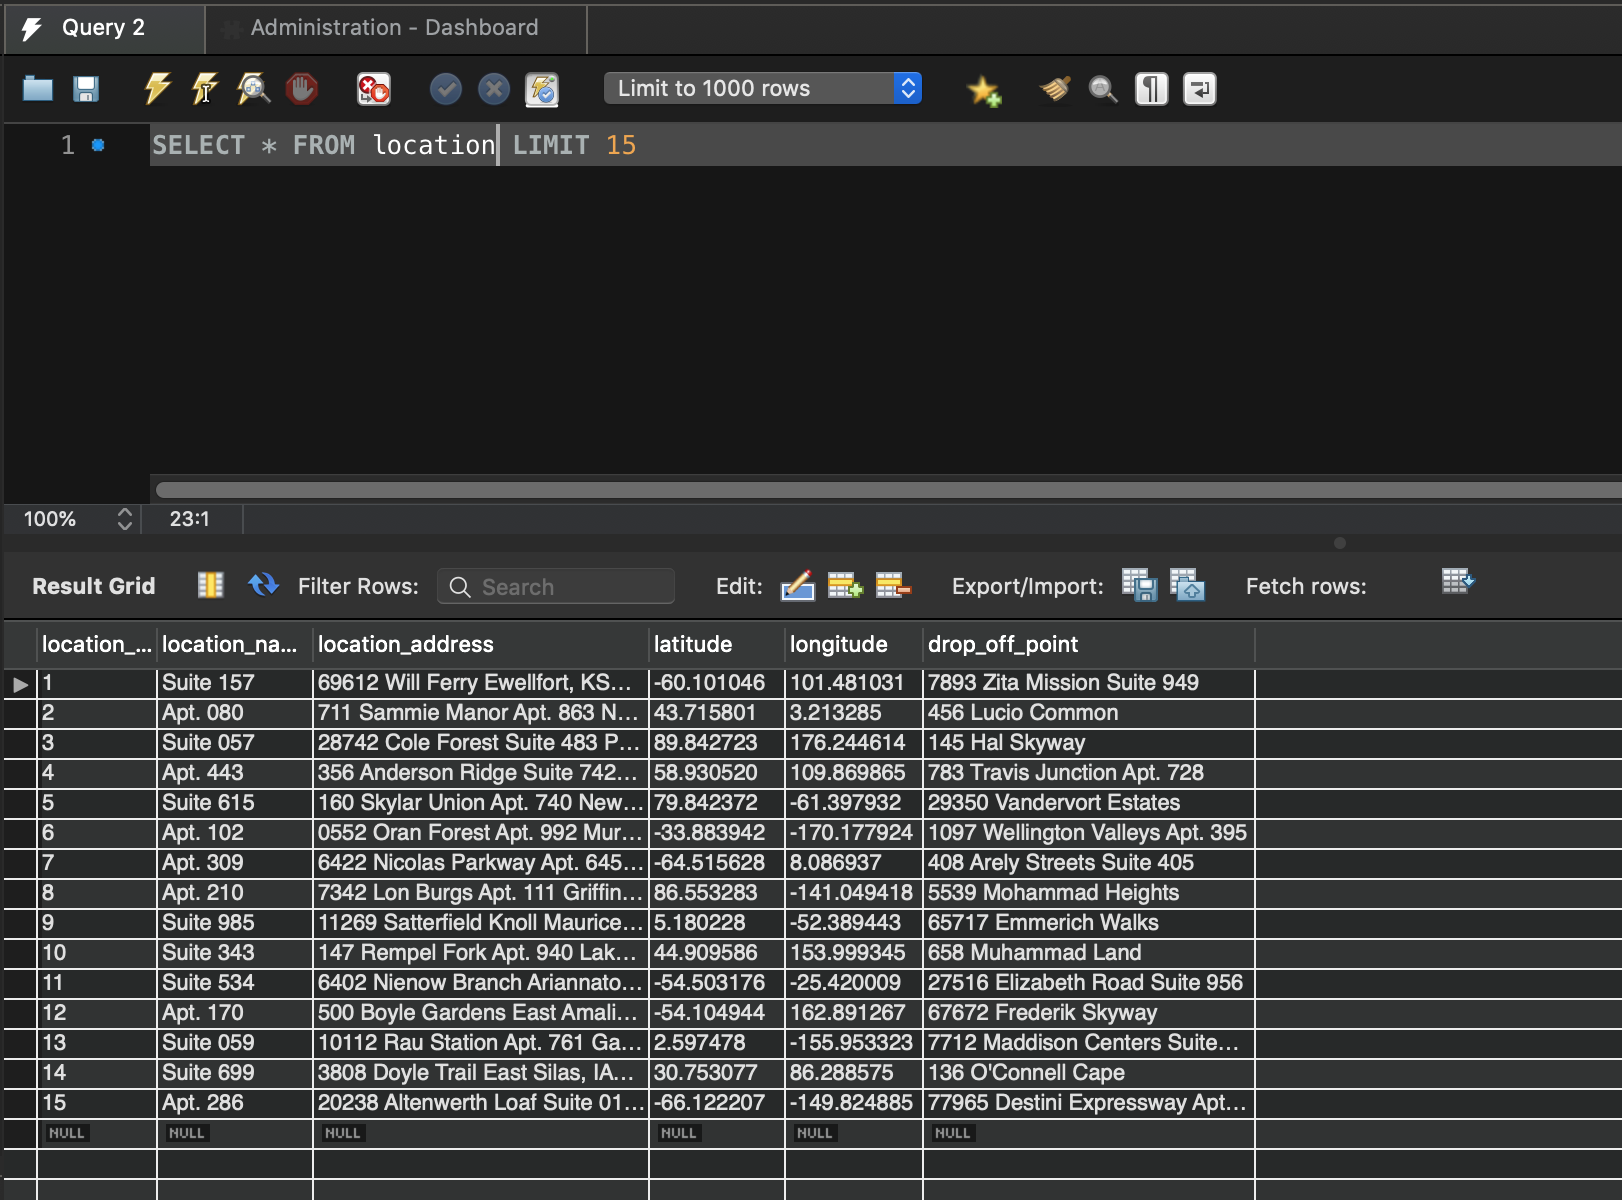 Query 2 Administration - Dashboard
Limit to 1000 rows
1 SELECT * FROM location LIMIT 15
100% 23:1
Result Grid Filter Rows: Search Edit: Export/Import: Fetch rows:
location_... location_na... location_address latitude longitude drop_off_point
1 Suite 157 69612 Will Ferry Ewellfort, KS... -60.101046 101.481031 7893 Zita Mission Suite 949
2 Apt. 080 711 Sammie Manor Apt. 863 N... 43.715801 3.213285 456 Lucio Common
3 Suite 057 28742 Cole Forest Suite 483 P... 89.842723 176.244614 145 Hal Skyway
4 Apt. 443 356 Anderson Ridge Suite 742... 58.930520 109.869865 783 Travis Junction Apt. 728
5 Suite 615 160 Skylar Union Apt. 740 New... 79.842372 -61.397932 29350 Vandervort Estates
6 Apt. 102 0552 Oran Forest Apt. 992 Mur... -33.883942 -170.177924 1097 Wellington Valleys Apt. 395
7 Apt. 309 6422 Nicolas Parkway Apt. 645... -64.515628 8.086937 408 Arely Streets Suite 405
8 Apt. 210 7342 Lon Burgs Apt. 111 Griffin... 86.553283 -141.049418 5539 Mohammad Heights
9 Suite 985 11269 Satterfield Knoll Maurice... 5.180228 -52.389443 65717 Emmerich Walks
10 Suite 343 147 Rempel Fork Apt. 940 Lak... 44.909586 153.999345 658 Muhammad Land
11 Suite 534 6402 Nienow Branch Ariannato... -54.503176 -25.420009 27516 Elizabeth Road Suite 956
12 Apt. 170 500 Boyle Gardens East Amali... -54.104944 162.891267 67672 Frederik Skyway
13 Suite 059 10112 Rau Station Apt. 761 Ga... 2.597478 -155.953323 7712 Maddison Centers Suite...
14 Suite 699 3808 Doyle Trail East Silas, IA... 30.753077 86.288575 136 O'Connell Cape
15 Apt. 286 20238 Altenwerth Loaf Suite 01... -66.122207 -149.824885 77965 Destini Expressway Apt...
NULL NULL NULL NULL NULL NULL